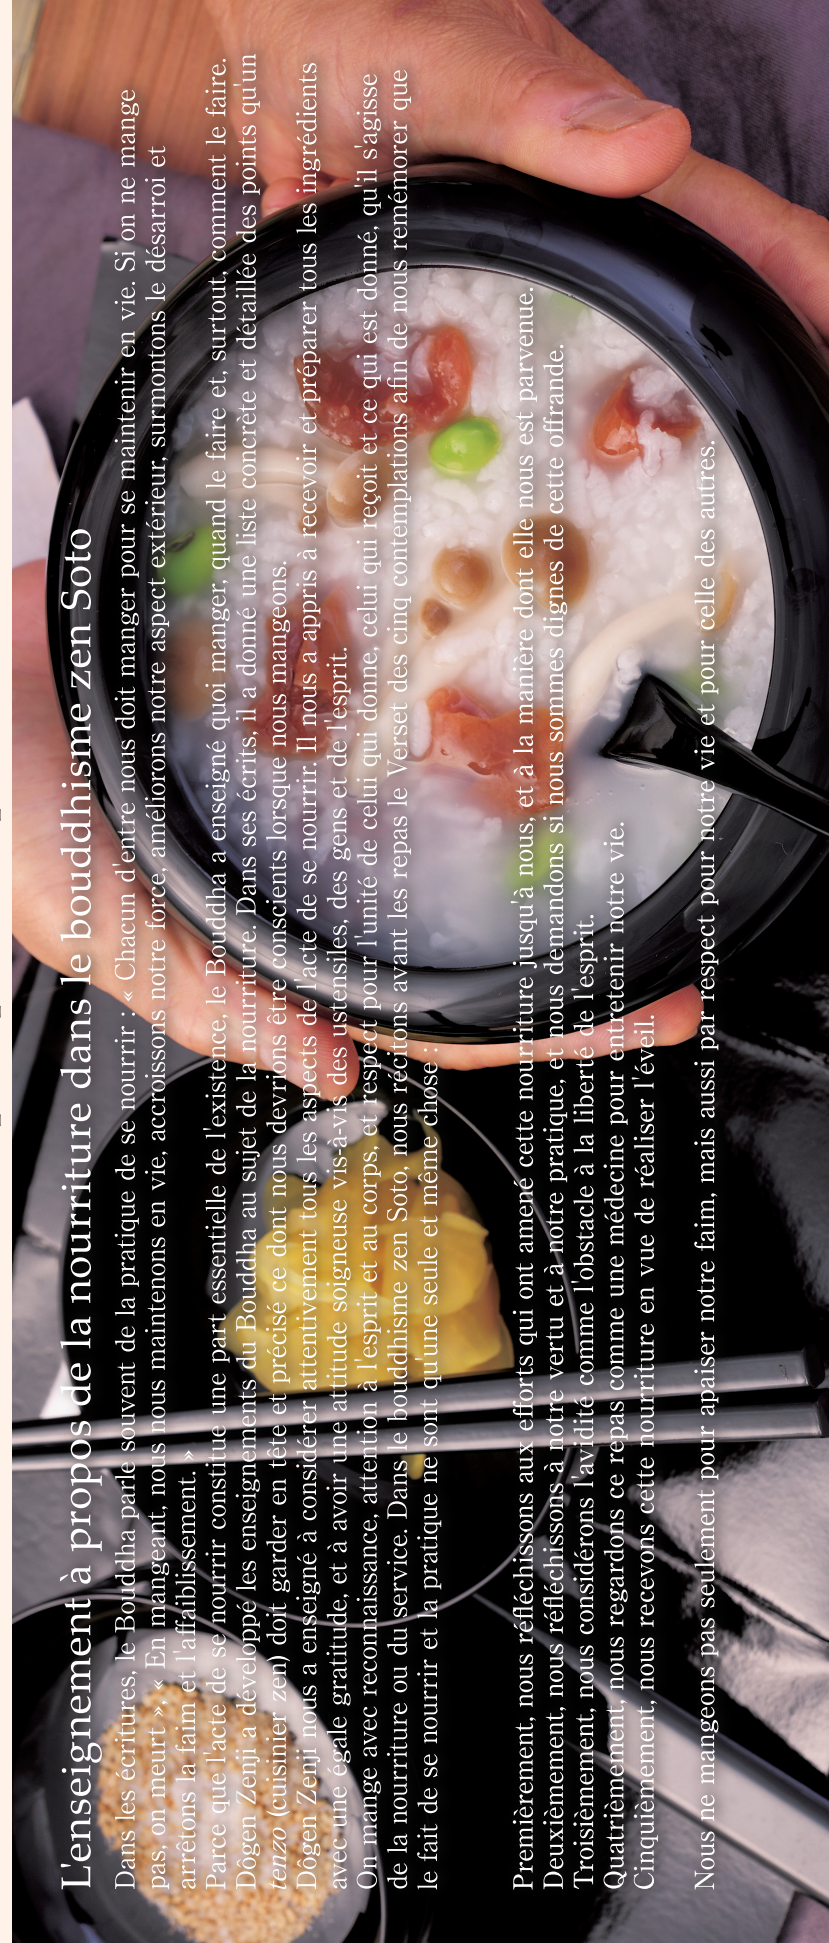 L'enseignement à propos de la nourriture dans le bouddhisme zen Soto
Dans les écritures, le Bouddha parle souvent de la pratique de se nourrir : « Chacun d'entre nous doit manger pour se maintenir en vie. Si on ne mange
pas, on meurt », « En mangeant, nous nous maintenons en vie, accroissons notre force, améliorons notre aspect extérieur, surmontons le désarroi et
arrêtons la faim et l'affaiblissement. »
Parce que l'acte de se nourrir constitue une part essentielle de l'existence, le Bouddha a enseigné quoi manger, quand le faire et, surtout, comment le faire.
Dôgen Zenji a développé les enseignements du Bouddha au sujet de la nourriture. Dans ses écrits, il a donné une liste concrète et détaillée des points qu'un
tenzo (cuisinier zen) doit garder en tête et précisé ce dont nous devrions être conscients lorsque nous mangeons.
Dôgen Zenji nous a enseigné à considérer attentivement tous les aspects de l'acte de se nourrir. Il nous a appris à recevoir et préparer tous les ingrédients
avec une égale gratitude, et à avoir une attitude soigneuse vis-à-vis des ustensiles, des gens et de l'esprit.
On mange avec reconnaissance, attention à l'esprit et au corps, et respect pour l'unité de celui qui donne, celui qui reçoit et ce qui est donné, qu'il s'agisse
de la nourriture ou du service. Dans le bouddhisme zen Soto, nous récitons avant les repas le Verset des cinq contemplations afin de nous remémorer que
le fait de se nourrir et la pratique ne sont qu'une seule et même chose :
Premièrement, nous réfléchissons aux efforts qui ont amené cette nourriture jusqu'à nous, et à la manière dont elle nous est parvenue.
Deuxièmement, nous réfléchissons à notre vertu et à notre pratique, et nous demandons si nous sommes dignes de cette offrande.
Troisièmement, nous considérons l'avidité comme l'obstacle à la liberté de l'esprit.
Quatrièmement, nous regardons ce repas comme une médecine pour entretenir notre vie.
Cinquièmement, nous recevons cette nourriture en vue de réaliser l'éveil.
Nous ne mangeons pas seulement pour apaiser notre faim, mais aussi par respect pour notre vie et pour celle des autres.